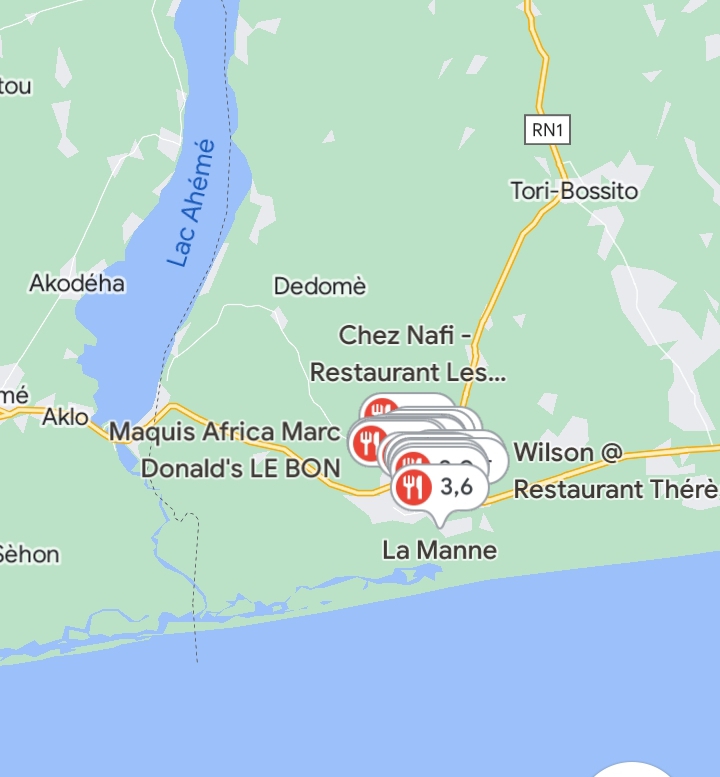 tou
RN1
Tori-Bossito
Lac Ahémé
Akodéha
Dedomè
Chez Nafi -
Restaurant Les...
mé
Aklo
Maquis Africa Marc
Donald's LE BON
Wilson @
Restaurant Thérè
3,6
La Manne
Sèhon